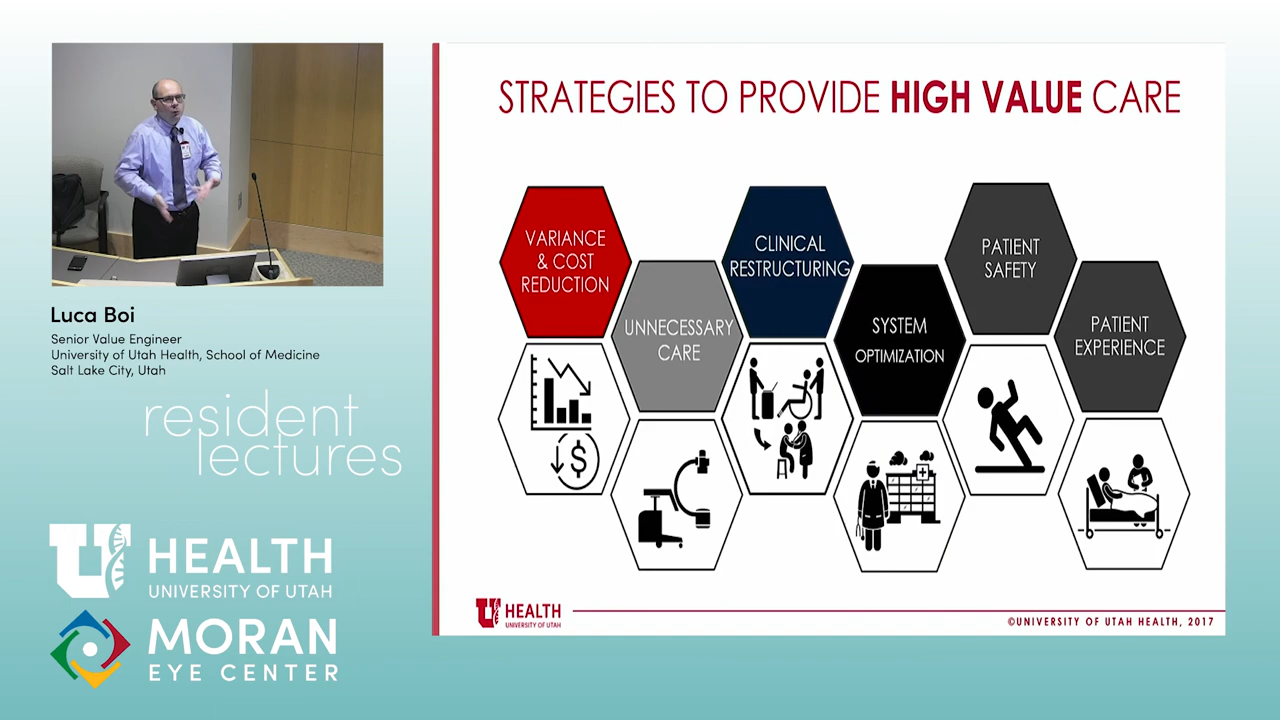 STRATEGIES TO PROVIDE HIGH VALUE CARE
VARIANCE
& COST
REDUCTION
UNNECESSARY
CARE
CLINICAL
RESTRUCTURING
SYSTEM
OPTIMIZATION
PATIENT
SAFETY
PATIENT
EXPERIENCE
$
U HEALTH
UNIVERSITY OF UTAH
©UNIVERSITY OF UTAH HEALTH, 2017
Luca Boi
Senior Value Engineer
University of Utah Health, School of Medicine
Salt Lake City, Utah
resident
lectures
U HEALTH
UNIVERSITY OF UTAH
MORAN
EYE CENTER